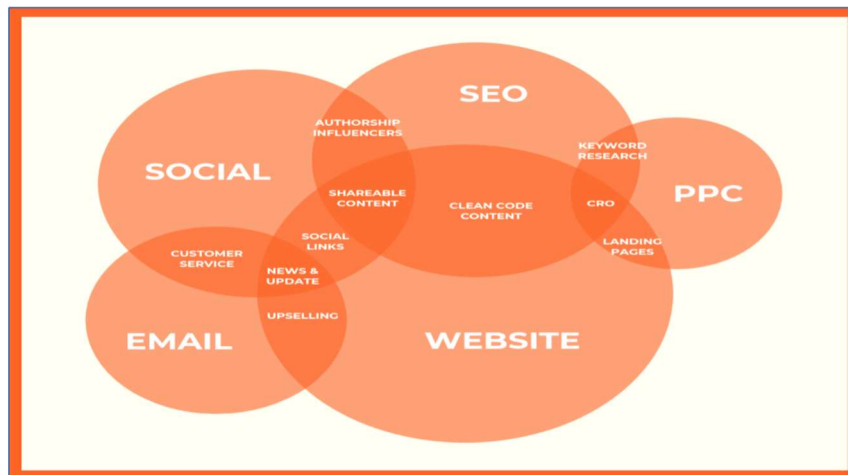 SEO
AUTHORSHIP
INFLUENCERS
KEYWORD
RESEARCH
SOCIAL
SHAREABLE
CONTENT
CLEAN CODE
CONTENT
CRO
PPC
SOCIAL
LINKS
LANDING
PAGES
CUSTOMER
SERVICE
NEWS &
UPDATE
UPSELLING
EMAIL
WEBSITE